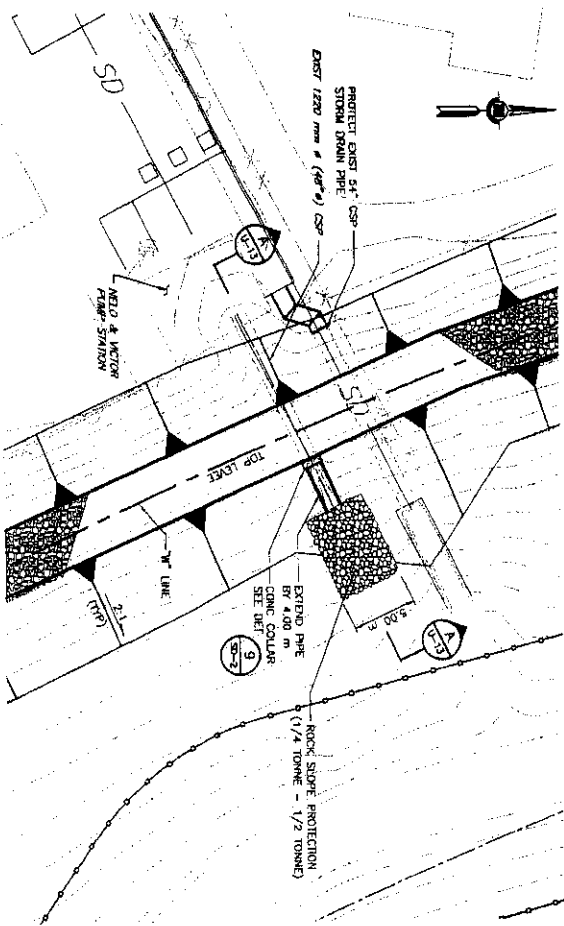 PROTECT EXIST 54" CSP
STORM DRAIN PIPE
EXIST 1220 mm ø (48"ø) CSP
SD
A
U-13
NELO & VICTOR
PUMP STATION
SD
TOP LEVEE
"W" LINE
2:1
(TYP)
EXTEND PIPE
BY 4.00 m
CONC COLLAR
SEE DET
9
SD-2
5.00 m
A
U-13
ROCK SLOPE PROTECTION
(1/4 TONNE - 1/2 TONNE)